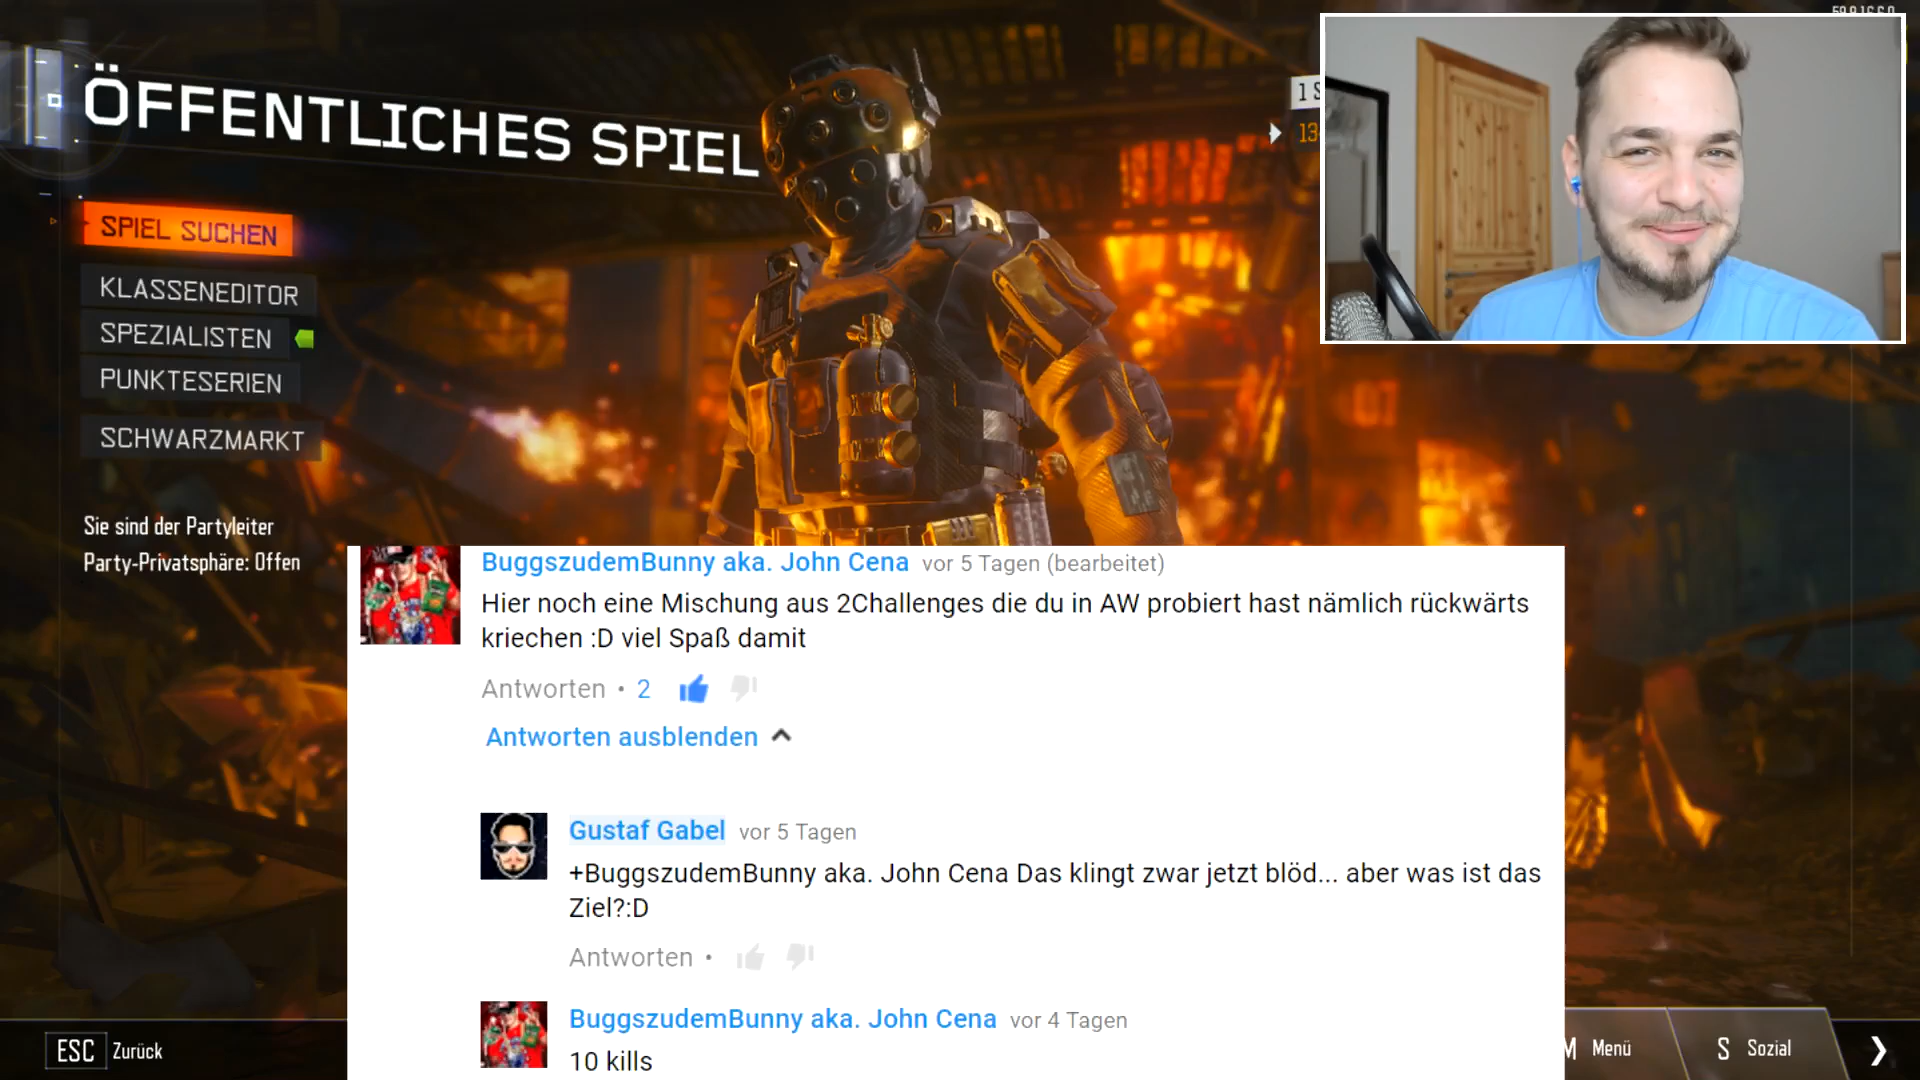 ÖFFENTLICHES SPIEL
SPIEL SUCHEN
KLASSENEDITOR
SPEZIALISTEN
PUNKTESERIEN
SCHWARZMARKT
Sie sind der Partyleiter
Party-Privatsphäre: Offen
1 S
13
BuggszudemBunny aka. John Cena vor 5 Tagen (bearbeitet)
Hier noch eine Mischung aus 2Challenges die du in AW probiert hast nämlich rückwärts
kriechen :D viel Spaß damit
Antworten • 2
Antworten ausblenden
Gustaf Gabel vor 5 Tagen
+BuggszudemBunny aka. John Cena Das klingt zwar jetzt blöd... aber was ist das
Ziel?:D
Antworten •
BuggszudemBunny aka. John Cena vor 4 Tagen
10 kills
ESC Zurück
M Menü
S Sozial